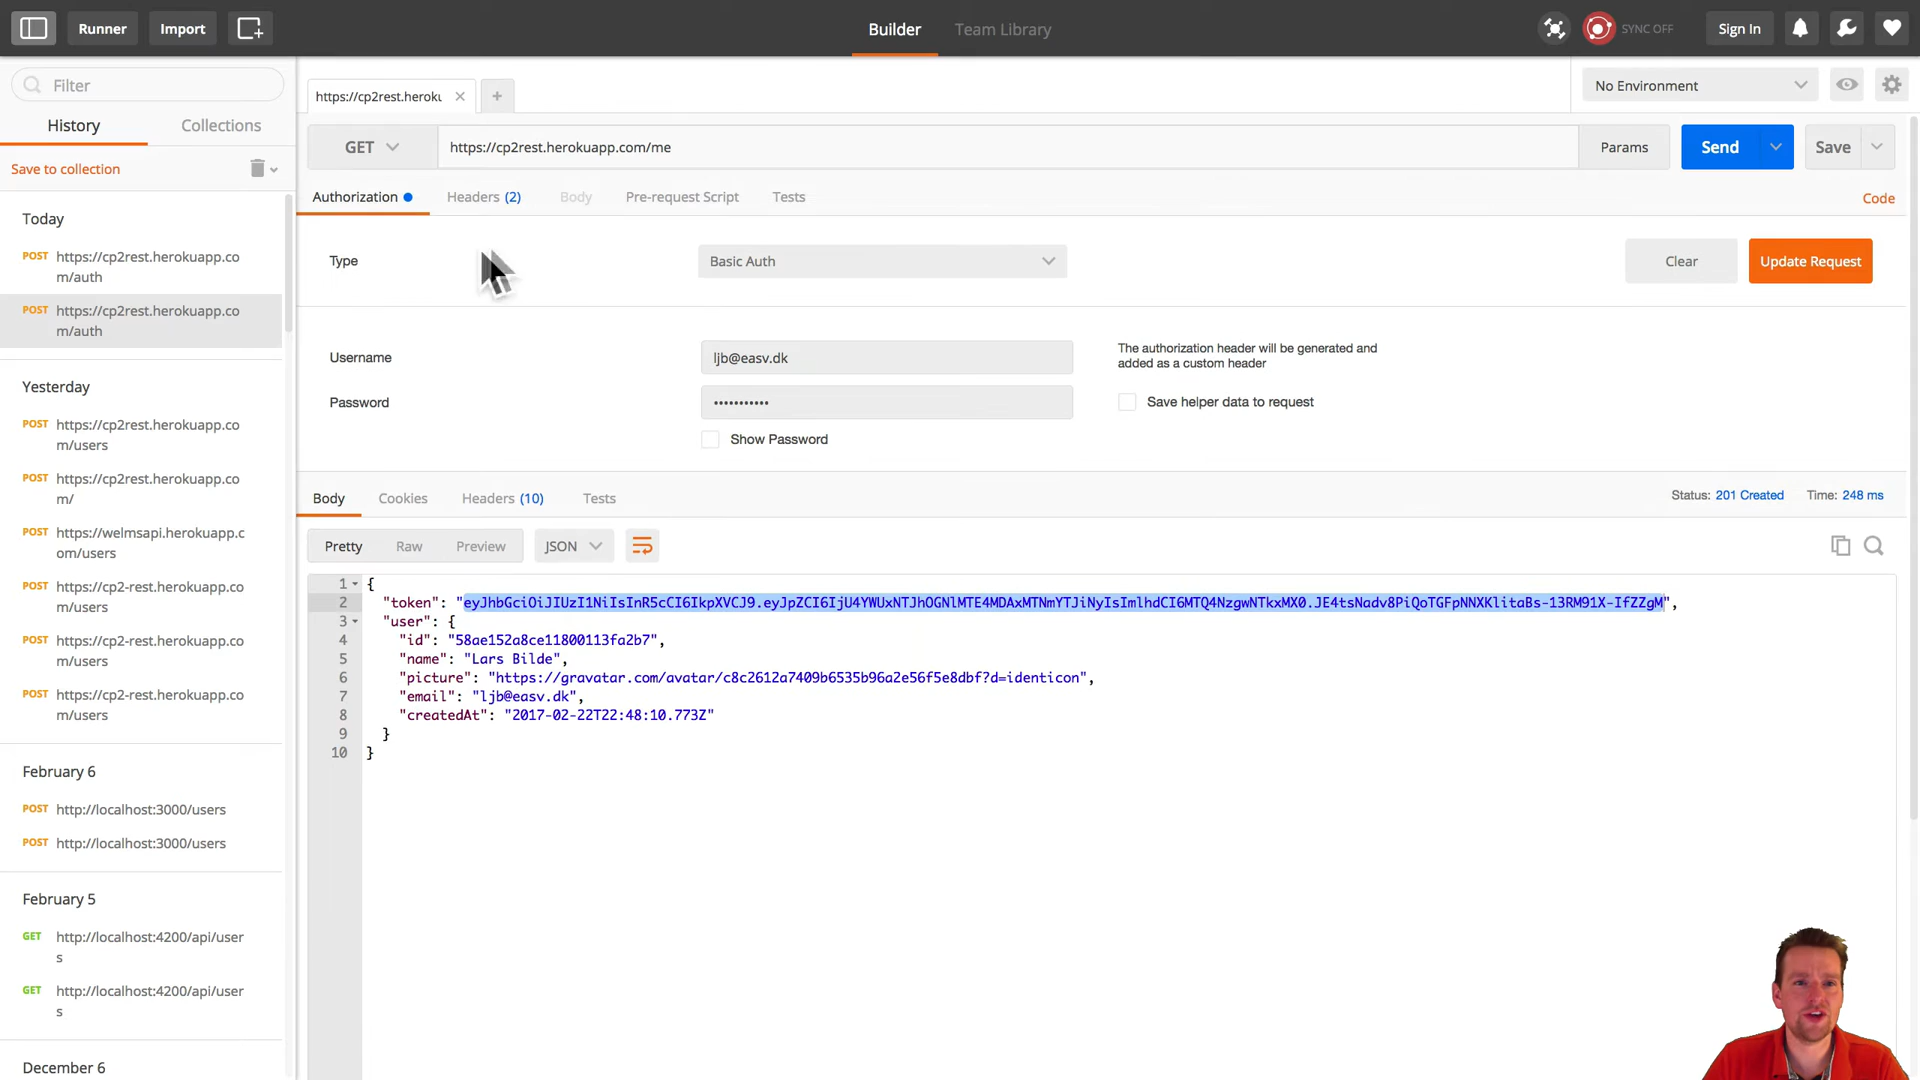 Runner
Import
Builder
Team Library
SYNC OFF
Sign In
Filter
History
Collections
Save to collection
Today
POST https://cp2rest.herokuapp.co
m/auth
POST https://cp2rest.herokuapp.co
m/auth
Yesterday
POST https://cp2rest.herokuapp.co
m/users
POST https://cp2rest.herokuapp.co
m/
POST https://welmsapi.herokuapp.c
om/users
POST https://cp2-rest.herokuapp.co
m/users
POST https://cp2-rest.herokuapp.co
m/users
POST https://cp2-rest.herokuapp.co
m/users
February 6
POST http://localhost:3000/users
POST http://localhost:3000/users
February 5
GET http://localhost:4200/api/user
s
GET http://localhost:4200/api/user
s
December 6
https://cp2rest.heroku
No Environment
GET
https://cp2rest.herokuapp.com/me
Params
Send
Save
Authorization
Headers (2)
Body
Pre-request Script
Tests
Code
Type
Basic Auth
Clear
Update Request
Username
ljb@easv.dk
The authorization header will be generated and
added as a custom header
Password
•••••••••••
Save helper data to request
Show Password
Body
Cookies
Headers (10)
Tests
Status: 201 Created
Time: 248 ms
Pretty
Raw
Preview
JSON
1 {
2 "token": "eyJhbGciOiJIUzI1NiIsInR5cCI6IkpXVCJ9.eyJpZCI6IjU4YWUxNTJhOGNlMTE4MDAxMTNmYTJiNyIsImlhdCI6MTQ4NzgwNTkxMX0.JE4tsNadv8PiQoTGFpNNXKlitaBs-13RM91X-IfZZgM",
3 "user": {
4 "id": "58ae152a8ce11800113fa2b7",
5 "name": "Lars Bilde",
6 "picture": "https://gravatar.com/avatar/c8c2612a7409b6535b96a2e56f5e8dbf?d=identicon",
7 "email": "ljb@easv.dk",
8 "createdAt": "2017-02-22T22:48:10.773Z"
9 }
10 }